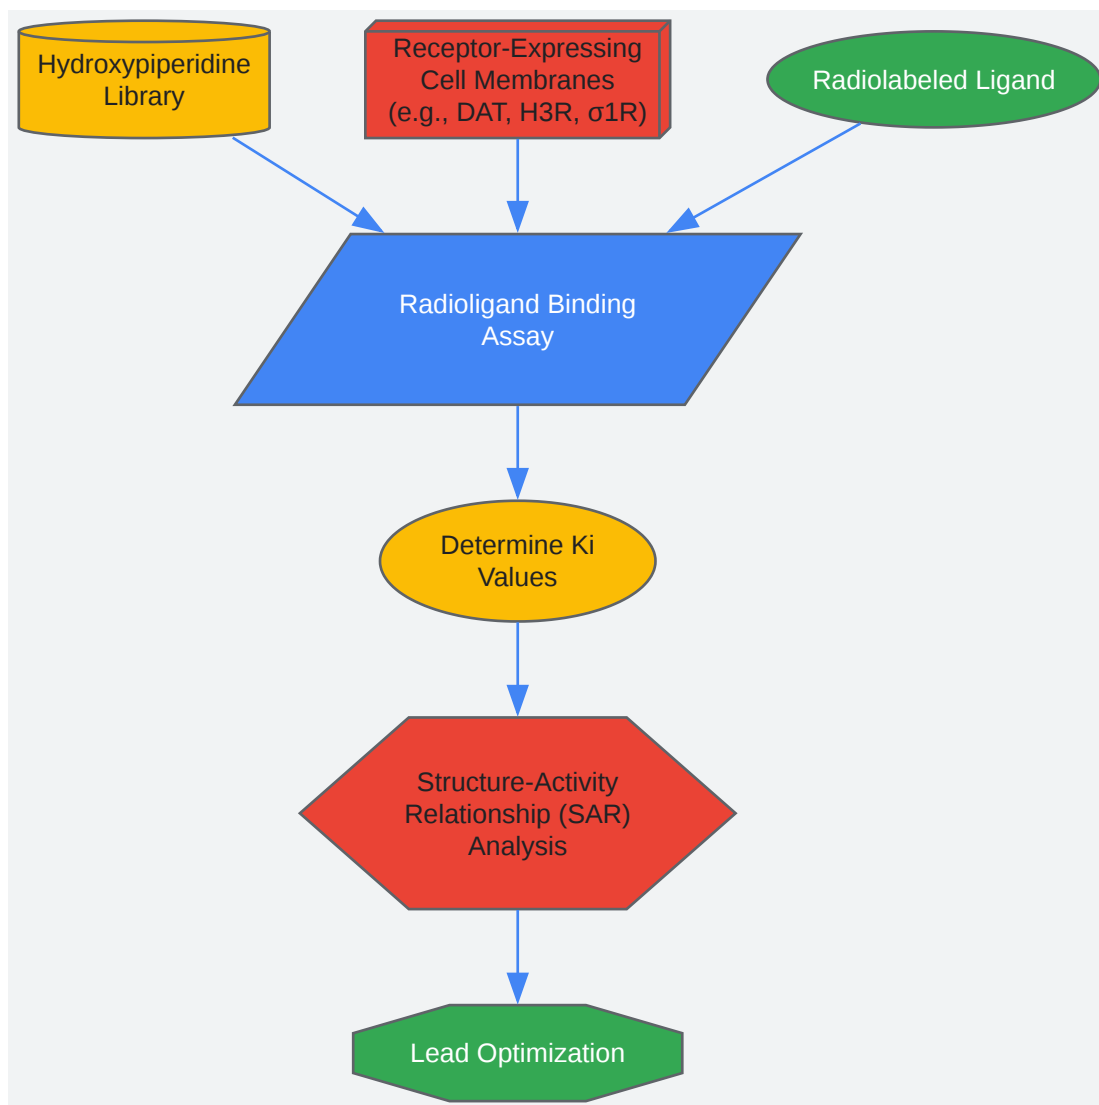 Hydroxypiperidine
Library
Receptor-Expressing
Cell Membranes
(e.g., DAT, H3R, σ1R)
Radiolabeled Ligand
Radioligand Binding
Assay
Determine Ki
Values
Structure-Activity
Relationship (SAR)
Analysis
Lead Optimization